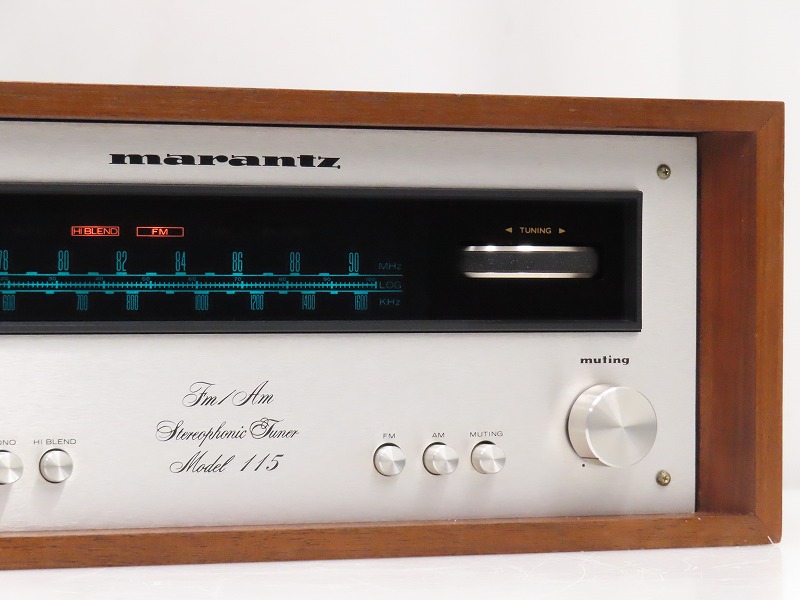 marantz
HI BLEND FM
◄ TUNING ►
78 80 82 84 86 88 90 MHz
LOG
600 700 800 1000 1200 1400 1600 KHz
muting
Fm/Am
Stereophonic Tuner
Model 115
HI BLEND
FM AM MUTING